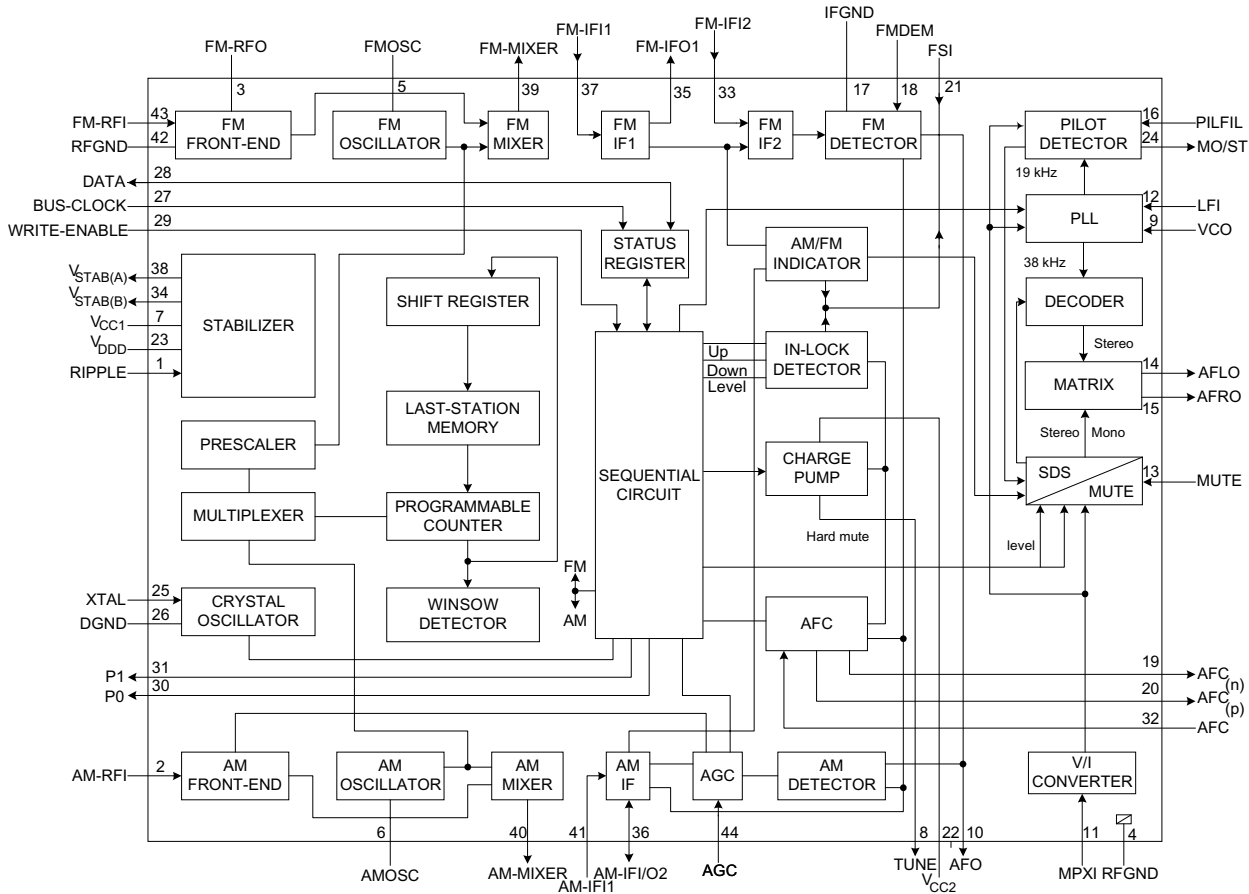 IFGND
FM-IFI1
FM-IFI2
FMDEM
FM-RFO
FMOSC
FM-MIXER
FM-IFO1
FSI
3
5
39
37
35
33
17
18
21
FM-RFI
43
RFGND
42
FM
FRONT-END
FM
OSCILLATOR
FM
MIXER
FM
IF1
FM
IF2
FM
DETECTOR
PILOT
DETECTOR
16
PILFIL
24
MO/ST
19 kHz
DATA
28
BUS-CLOCK
27
WRITE-ENABLE
29
STATUS
REGISTER
AM/FM
INDICATOR
PLL
12
LFI
9
VCO
38 kHz
VSTAB(A)
38
VSTAB(B)
34
VCC1
7
VDDD
23
RIPPLE
1
STABILIZER
SHIFT REGISTER
DECODER
Stereo
Up
Down
Level
IN-LOCK
DETECTOR
MATRIX
14
AFLO
15
AFRO
LAST-STATION
MEMORY
PRESCALER
Stereo
Mono
SEQUENTIAL
CIRCUIT
CHARGE
PUMP
SDS
MUTE
13
MUTE
MULTIPLEXER
PROGRAMMABLE
COUNTER
Hard mute
level
FM
AM
XTAL
25
DGND
26
CRYSTAL
OSCILLATOR
WINSOW
DETECTOR
AFC
P1
31
P0
30
19
AFC(n)
20
AFC(p)
32
AFC
AM-RFI
2
AM
FRONT-END
AM
OSCILLATOR
AM
MIXER
AM
IF
AGC
AM
DETECTOR
V/I
CONVERTER
6
40
41
36
44
8
22
10
11
4
AMOSC
AM-MIXER
AM-IFI1
AM-IFI/O2
AGC
TUNE
VCC2
AFO
MPXI
RFGND